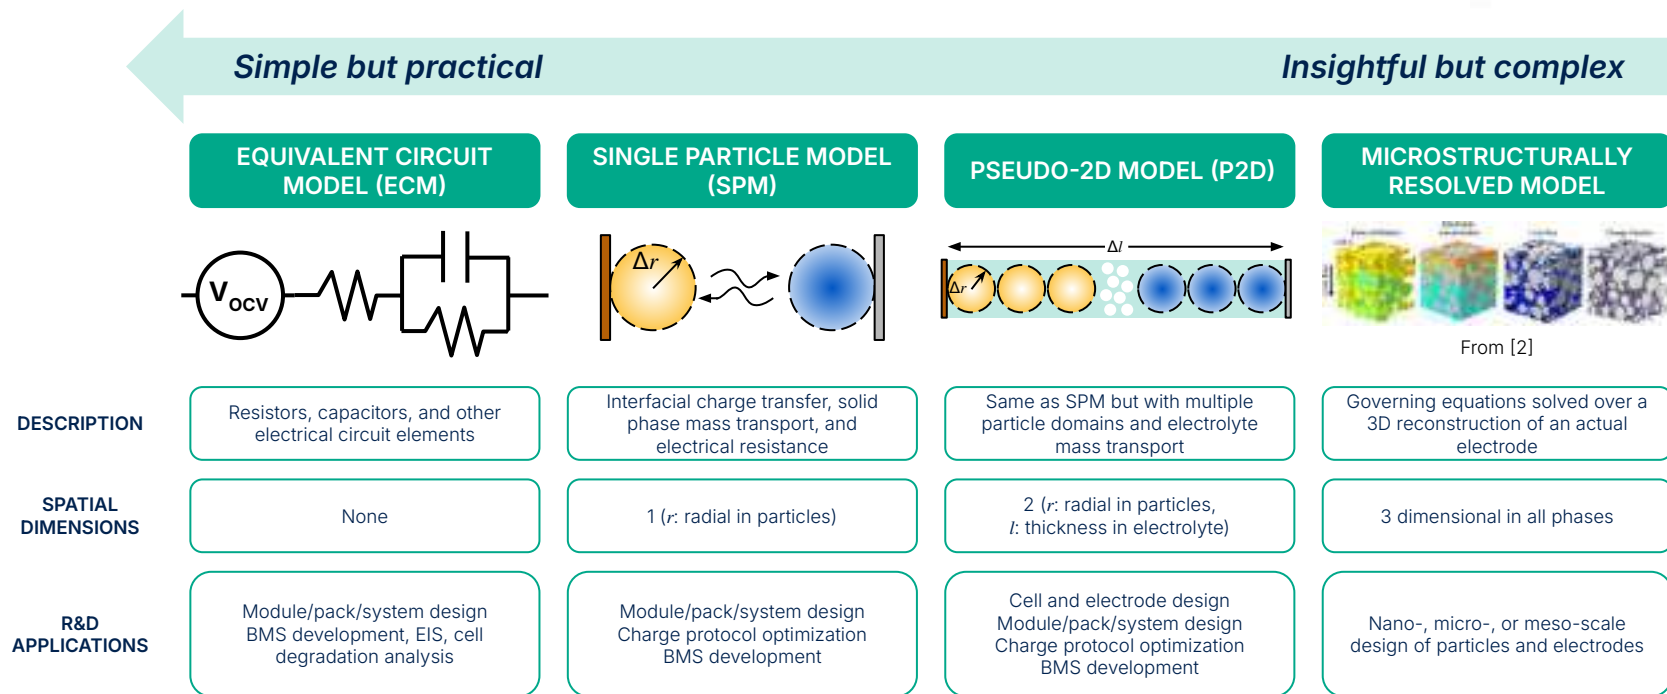 Simple but practical
Insightful but complex
EQUIVALENT CIRCUIT
MODEL (ECM)
SINGLE PARTICLE MODEL
(SPM)
PSEUDO-2D MODEL (P2D)
MICROSTRUCTURALLY
RESOLVED MODEL
VOCV
Δr
Δl
Δr
From [2]
DESCRIPTION
Resistors, capacitors, and other
electrical circuit elements
Interfacial charge transfer, solid
phase mass transport, and
electrical resistance
Same as SPM but with multiple
particle domains and electrolyte
mass transport
Governing equations solved over a
3D reconstruction of an actual
electrode
SPATIAL
DIMENSIONS
None
1 (r: radial in particles)
2 (r: radial in particles,
l: thickness in electrolyte)
3 dimensional in all phases
R&D
APPLICATIONS
Module/pack/system design
BMS development, EIS, cell
degradation analysis
Module/pack/system design
Charge protocol optimization
BMS development
Cell and electrode design
Module/pack/system design
Charge protocol optimization
BMS development
Nano-, micro-, or meso-scale
design of particles and electrodes